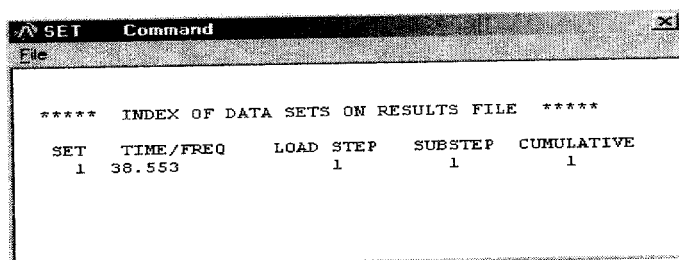 SET Command
File
***** INDEX OF DATA SETS ON RESULTS FILE *****
SET TIME/FREQ LOAD STEP SUBSTEP CUMULATIVE
1 38.553 1 1 1